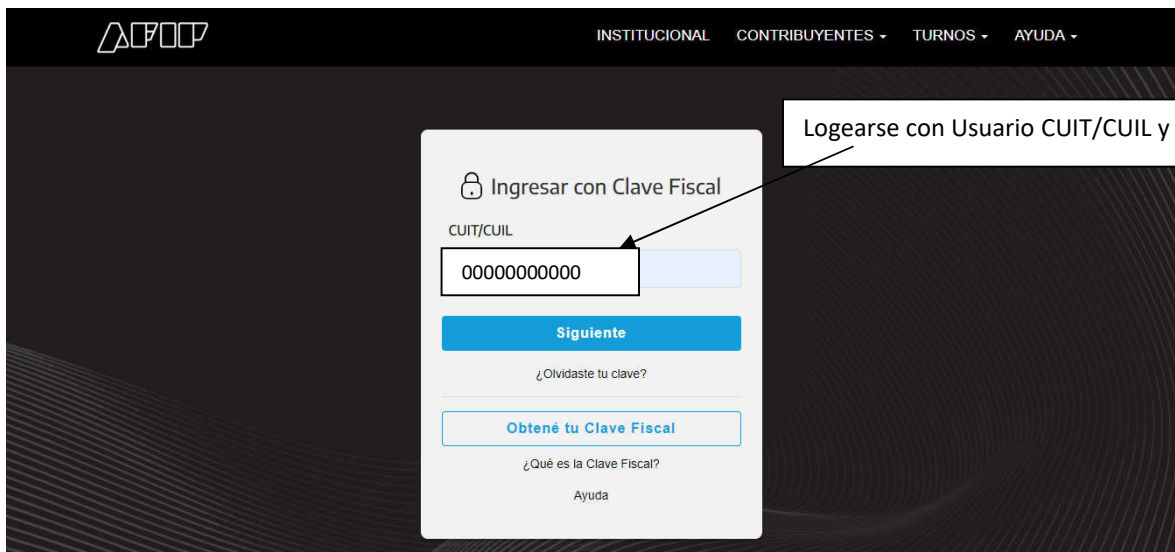 AFIP
INSTITUCIONAL CONTRIBUYENTES TURNOS AYUDA
Logearse con Usuario CUIT/CUIL y
Ingresar con Clave Fiscal
CUIT/CUIL
00000000000
Siguiente
¿Olvidaste tu clave?
Obtené tu Clave Fiscal
¿Qué es la Clave Fiscal?
Ayuda